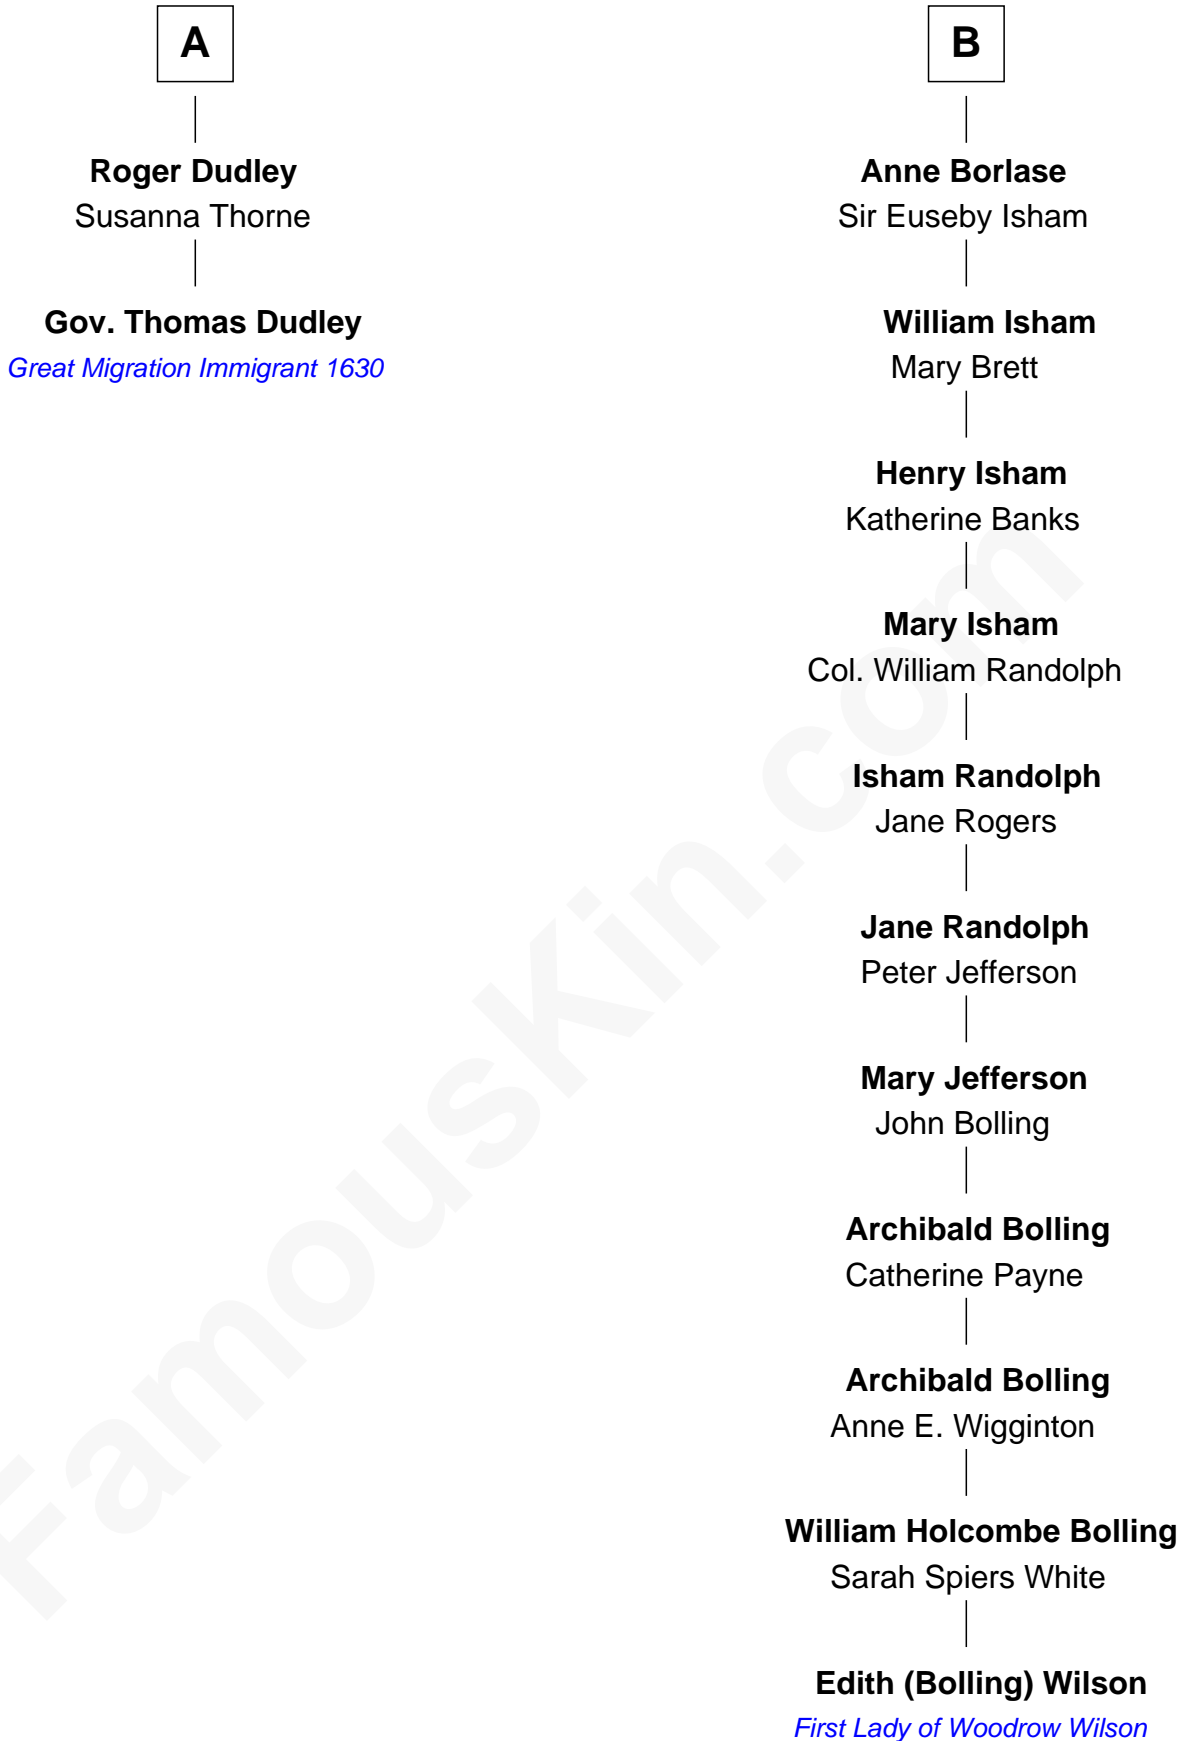 A
Roger Dudley
Susanna Thorne
Gov. Thomas Dudley
Great Migration Immigrant 1630
B
Anne Borlase
Sir Euseby Isham
William Isham
Mary Brett
Henry Isham
Katherine Banks
Mary Isham
Col. William Randolph
Isham Randolph
Jane Rogers
Jane Randolph
Peter Jefferson
Mary Jefferson
John Bolling
Archibald Bolling
Catherine Payne
Archibald Bolling
Anne E. Wigginton
William Holcombe Bolling
Sarah Spiers White
Edith (Bolling) Wilson
First Lady of Woodrow Wilson
FamousKin.com